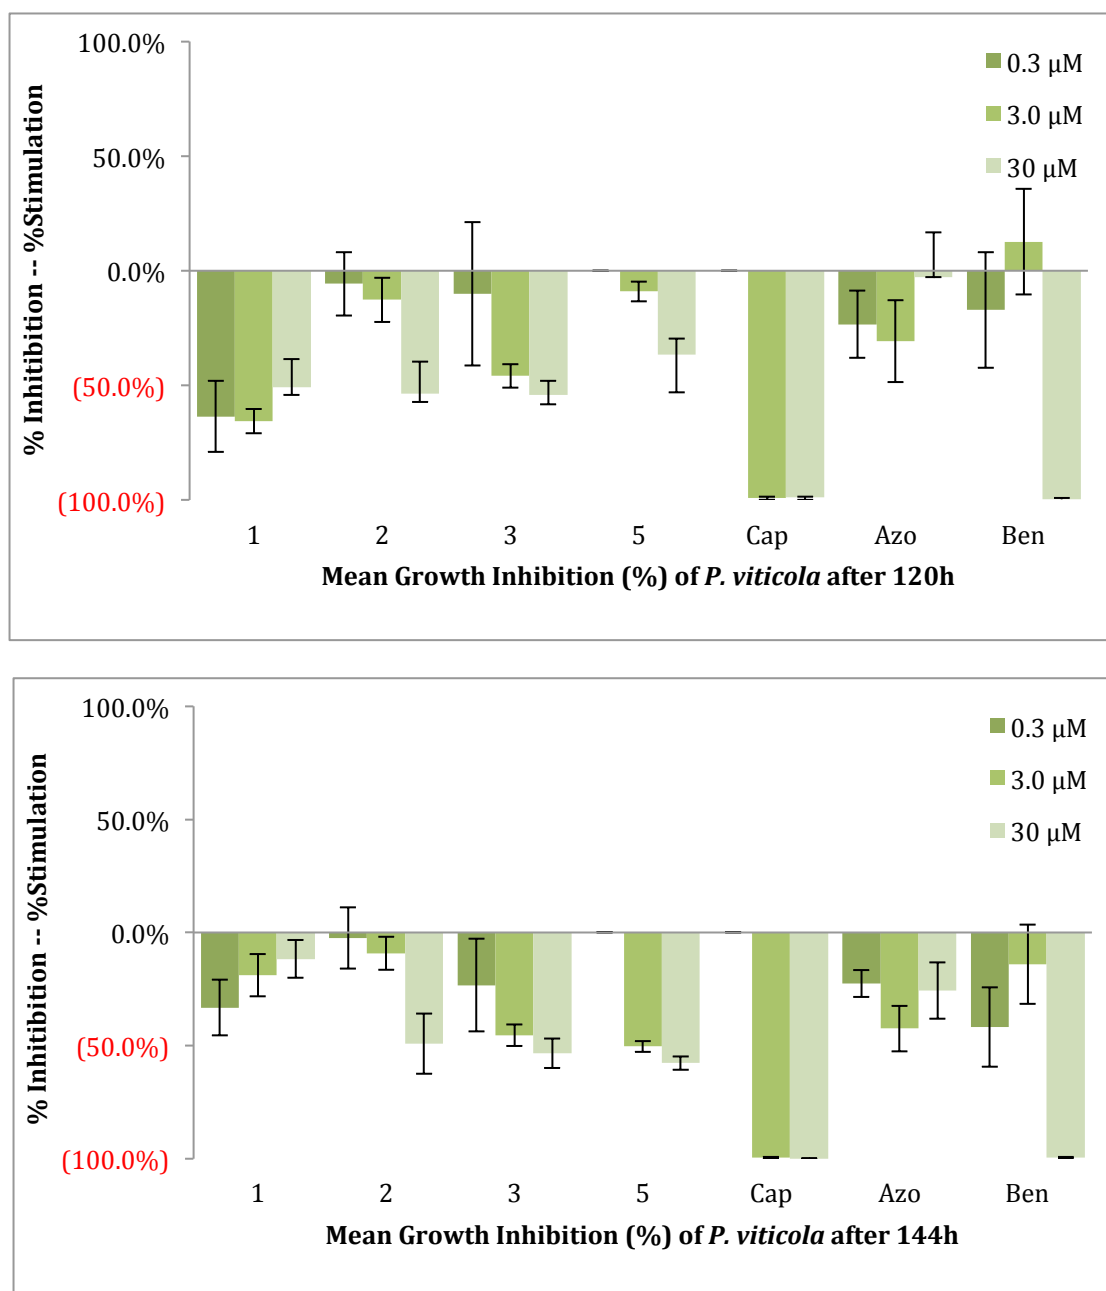 100.0%
50.0%
0.0%
(50.0%)
(100.0%)
% Inhitibition -- %Stimulation
0.3 µM
3.0 µM
30 µM
1 2 3 5 Cap Azo Ben
Mean Growth Inhibition (%) of P. viticola after 120h
100.0%
50.0%
0.0%
(50.0%)
(100.0%)
% Inhitibition -- %Stimulation
0.3 µM
3.0 µM
30 µM
1 2 3 5 Cap Azo Ben
Mean Growth Inhibition (%) of P. viticola after 144h